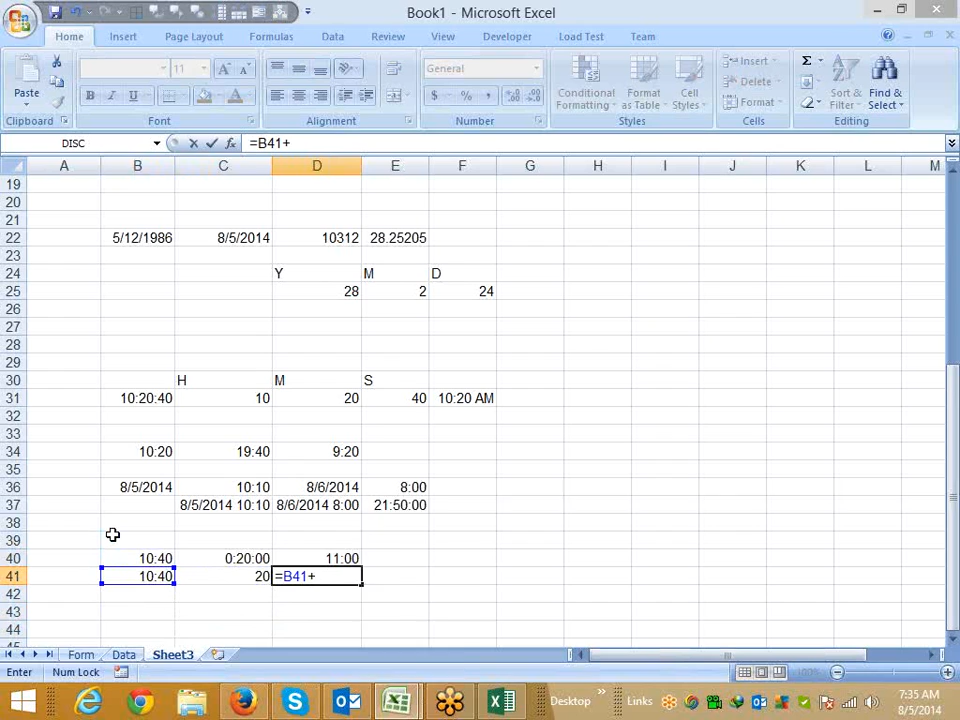 Book1 - Microsoft Excel
Home Insert Page Layout Formulas Data Review View Developer Load Test Team
Paste 11 A A General Conditional Formatting Format as Table Cell Styles Insert Delete Format Sort & Filter Find & Select
B I U A $ % ,
Clipboard Font Alignment Number Styles Cells Editing
DISC fx =B41+
A B C D E F G H I J K L M
19
20
21
22 5/12/1986 8/5/2014 10312 28.25205
23
24 Y M D
25 28 2 24
26
27
28
29
30 H M S
31 10:20:40 10 20 40 10:20 AM
32
33
34 10:20 19:40 9:20
35
36 8/5/2014 10:10 8/6/2014 8:00
37 8/5/2014 10:10 8/6/2014 8:00 21:50:00
38
39
40 10:40 0:20:00 11:00
41 10:40 20 =B41+
42
43
44
45
Form Data Sheet3
Enter Num Lock 100%
Desktop Links 7:35 AM
8/5/2014